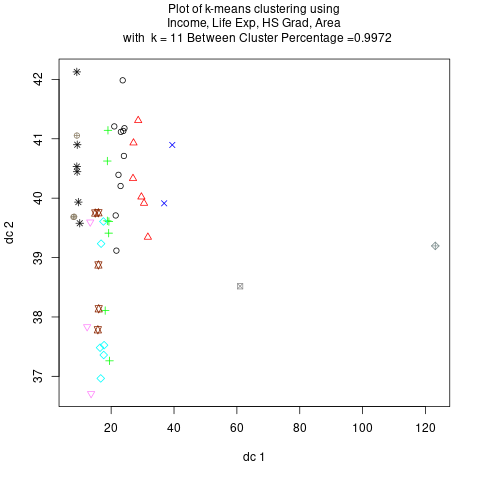 Plot of k-means clustering using
Income, Life Exp, HS Grad, Area
with k = 11 Between Cluster Percentage =0.9972
42
41
40
39
38
37
dc 2
20 40 60 80 100 120
dc 1